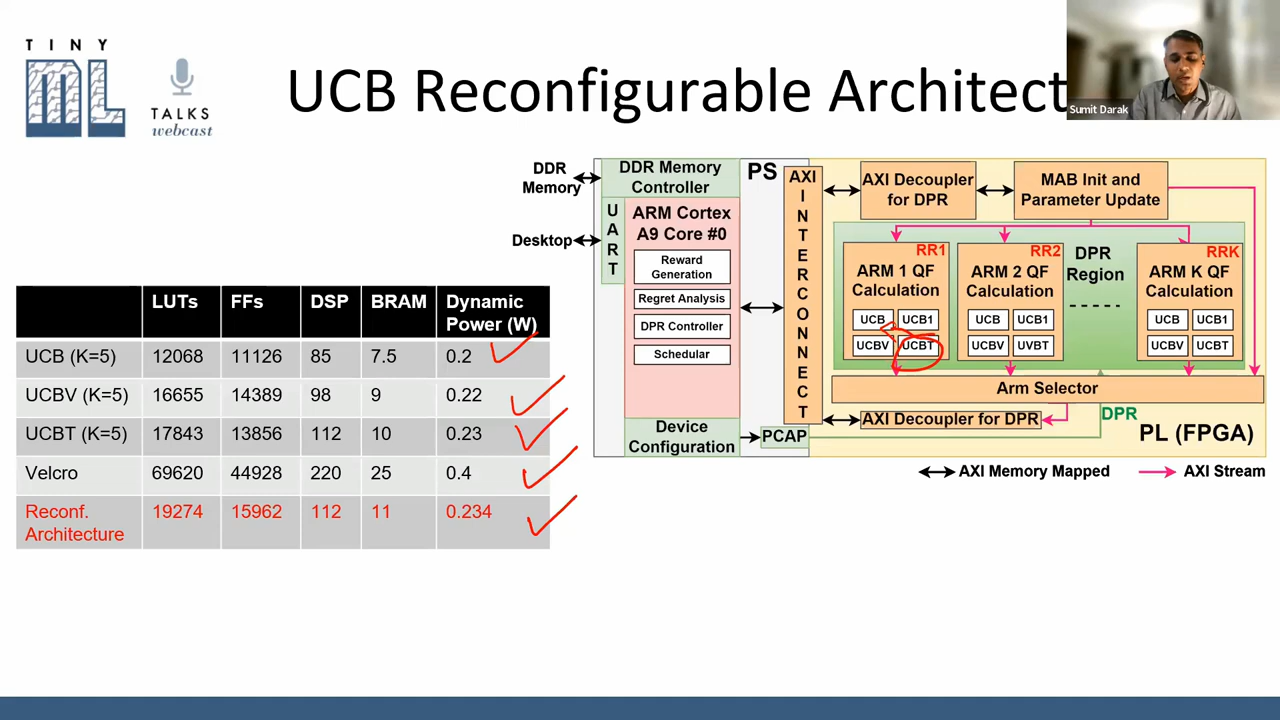 TINY
ML
TALKS
webcast
UCB Reconfigurable Architect
Sumit Darak
LUTs FFs DSP BRAM Dynamic
Power (W)
UCB (K=5) 12068 11126 85 7.5 0.2
UCBV (K=5) 16655 14389 98 9 0.22
UCBT (K=5) 17843 13856 112 10 0.23
Velcro 69620 44928 220 25 0.4
Reconf.
Architecture 19274 15962 112 11 0.234
DDR
Memory
Desktop
DDR Memory
Controller
UART
ARM Cortex
A9 Core #0
Reward
Generation
Regret Analysis
DPR Controller
Schedular
Device
Configuration
PS
PCAP
AXI
INTERCONNECT
AXI Decoupler
for DPR
MAB Init and
Parameter Update
RR1
ARM 1 QF
Calculation
UCB UCB1
UCBV UCBT
RR2
ARM 2 QF
Calculation
UCB UCB1
UCBV UVBT
DPR
Region
RRK
ARM K QF
Calculation
UCB UCB1
UCBV UCBT
Arm Selector
AXI Decoupler for DPR
DPR
PL (FPGA)
AXI Memory Mapped
AXI Stream